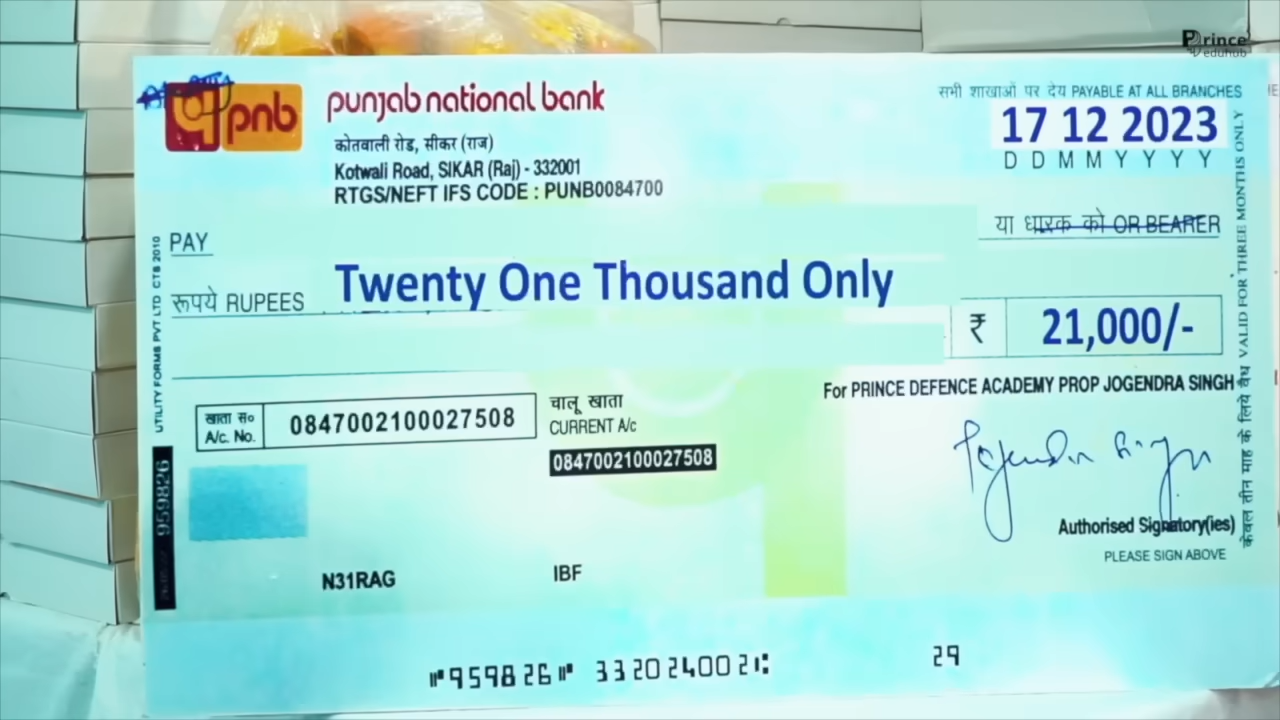 Prince
eduhub
पी pnb
punjab national bank
कोतवाली रोड, सीकर (राज)
Kotwali Road, SIKAR (Raj) - 332001
RTGS/NEFT IFS CODE : PUNB0084700
सभी शाखाओं पर देय PAYABLE AT ALL BRANCHES
17 12 2023
D D M M Y Y Y Y
PAY
या धारक को OR BEARER
रूपये RUPEES Twenty One Thousand Only
₹ 21,000/-
For PRINCE DEFENCE ACADEMY PROP JOGENDRA SINGH
खाता स०
A/c. No.
0847002100027508
चालू खाता
CURRENT A/c
0847002100027508
Authorised Signatory(ies)
PLEASE SIGN ABOVE
N31RAG IBF
⑈959826⑈ 332024002⑆ 29
UTILITY FORMS PVT LTD CTS 2010
959826
केवल तीन माह के लिये वैध VALID FOR THREE MONTHS ONLY